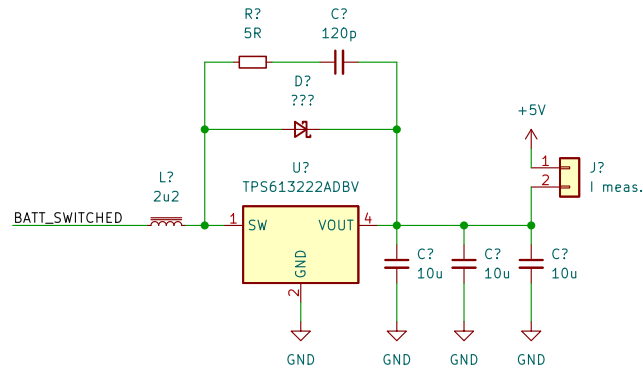 R?
5R
C?
120p
D?
???
+5V
L?
2u2
U?
TPS613222ADBV
J?
1
2
I meas.
BATT_SWITCHED
1
SW
VOUT
4
GND
2
C?
10u
C?
10u
C?
10u
GND
GND
GND
GND